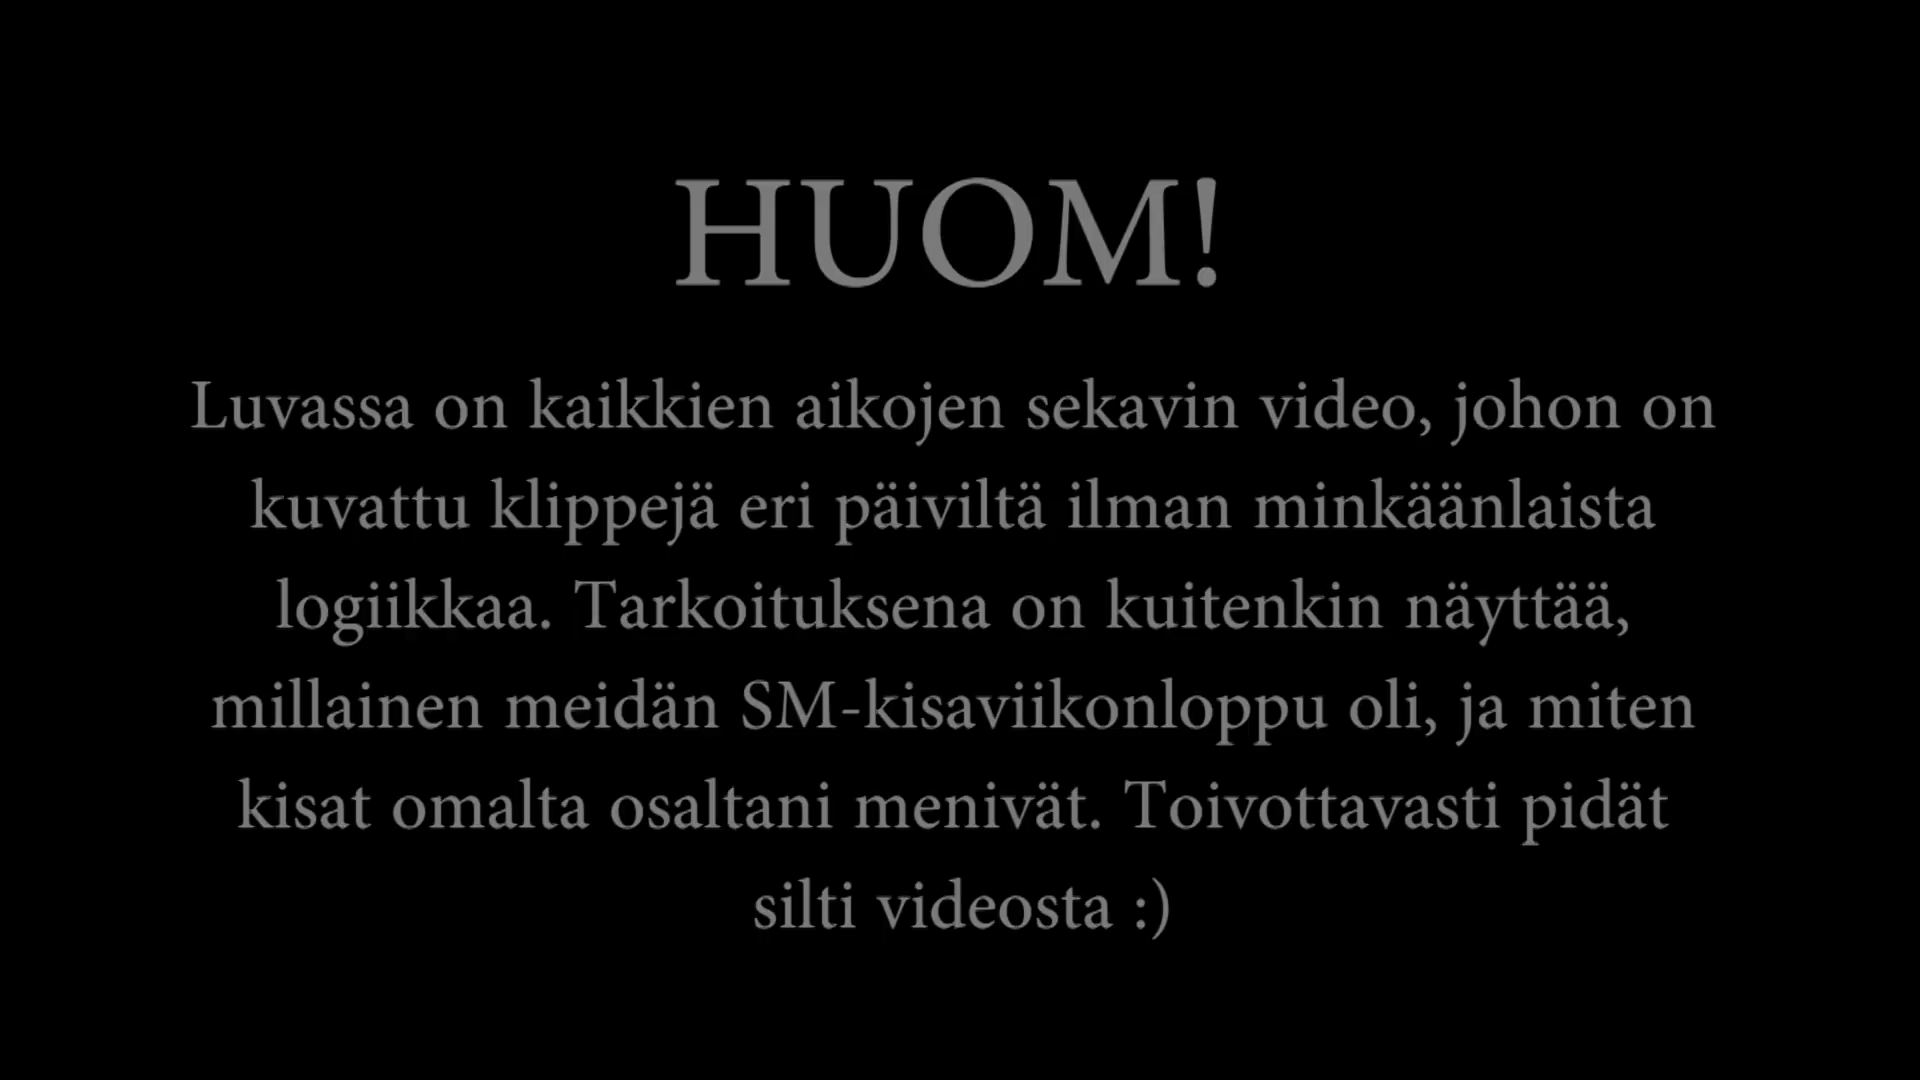 HUOM!
Luvassa on kaikkien aikojen sekavin video, johon on
kuvattu klippejä eri päiviltä ilman minkäänlaista
logiikkaa. Tarkoituksena on kuitenkin näyttää,
millainen meidän SM-kisaviikonloppu oli, ja miten
kisat omalta osaltani menivät. Toivottavasti pidät
silti videosta :)